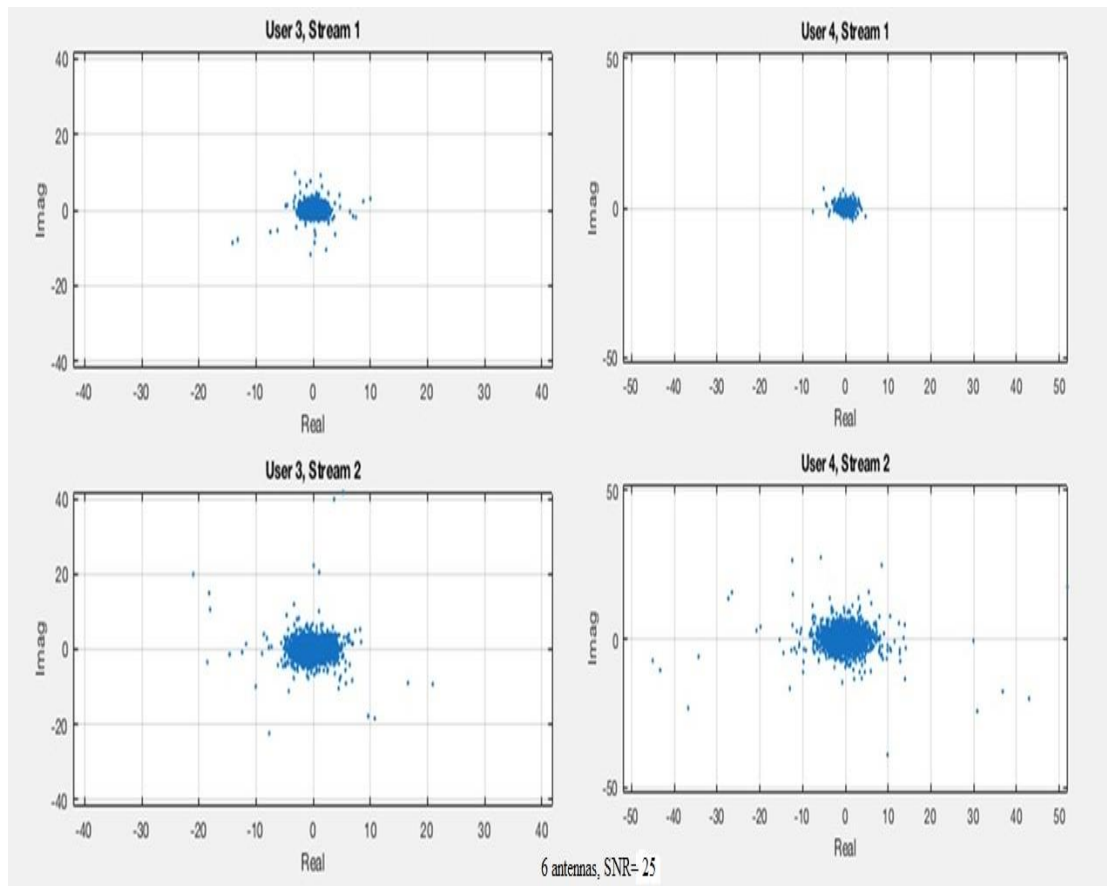 User 3, Stream 1
40
20
0
-20
-40
Imag
-40 -30 -20 -10 0 10 20 30 40
Real
User 4, Stream 1
50
0
-50
Imag
-50 -40 -30 -20 -10 0 10 20 30 40 50
Real
User 3, Stream 2
40
20
0
-20
-40
Imag
-40 -30 -20 -10 0 10 20 30 40
Real
User 4, Stream 2
50
0
-50
Imag
-50 -40 -30 -20 -10 0 10 20 30 40 50
Real
6 antennas, SNR= 25